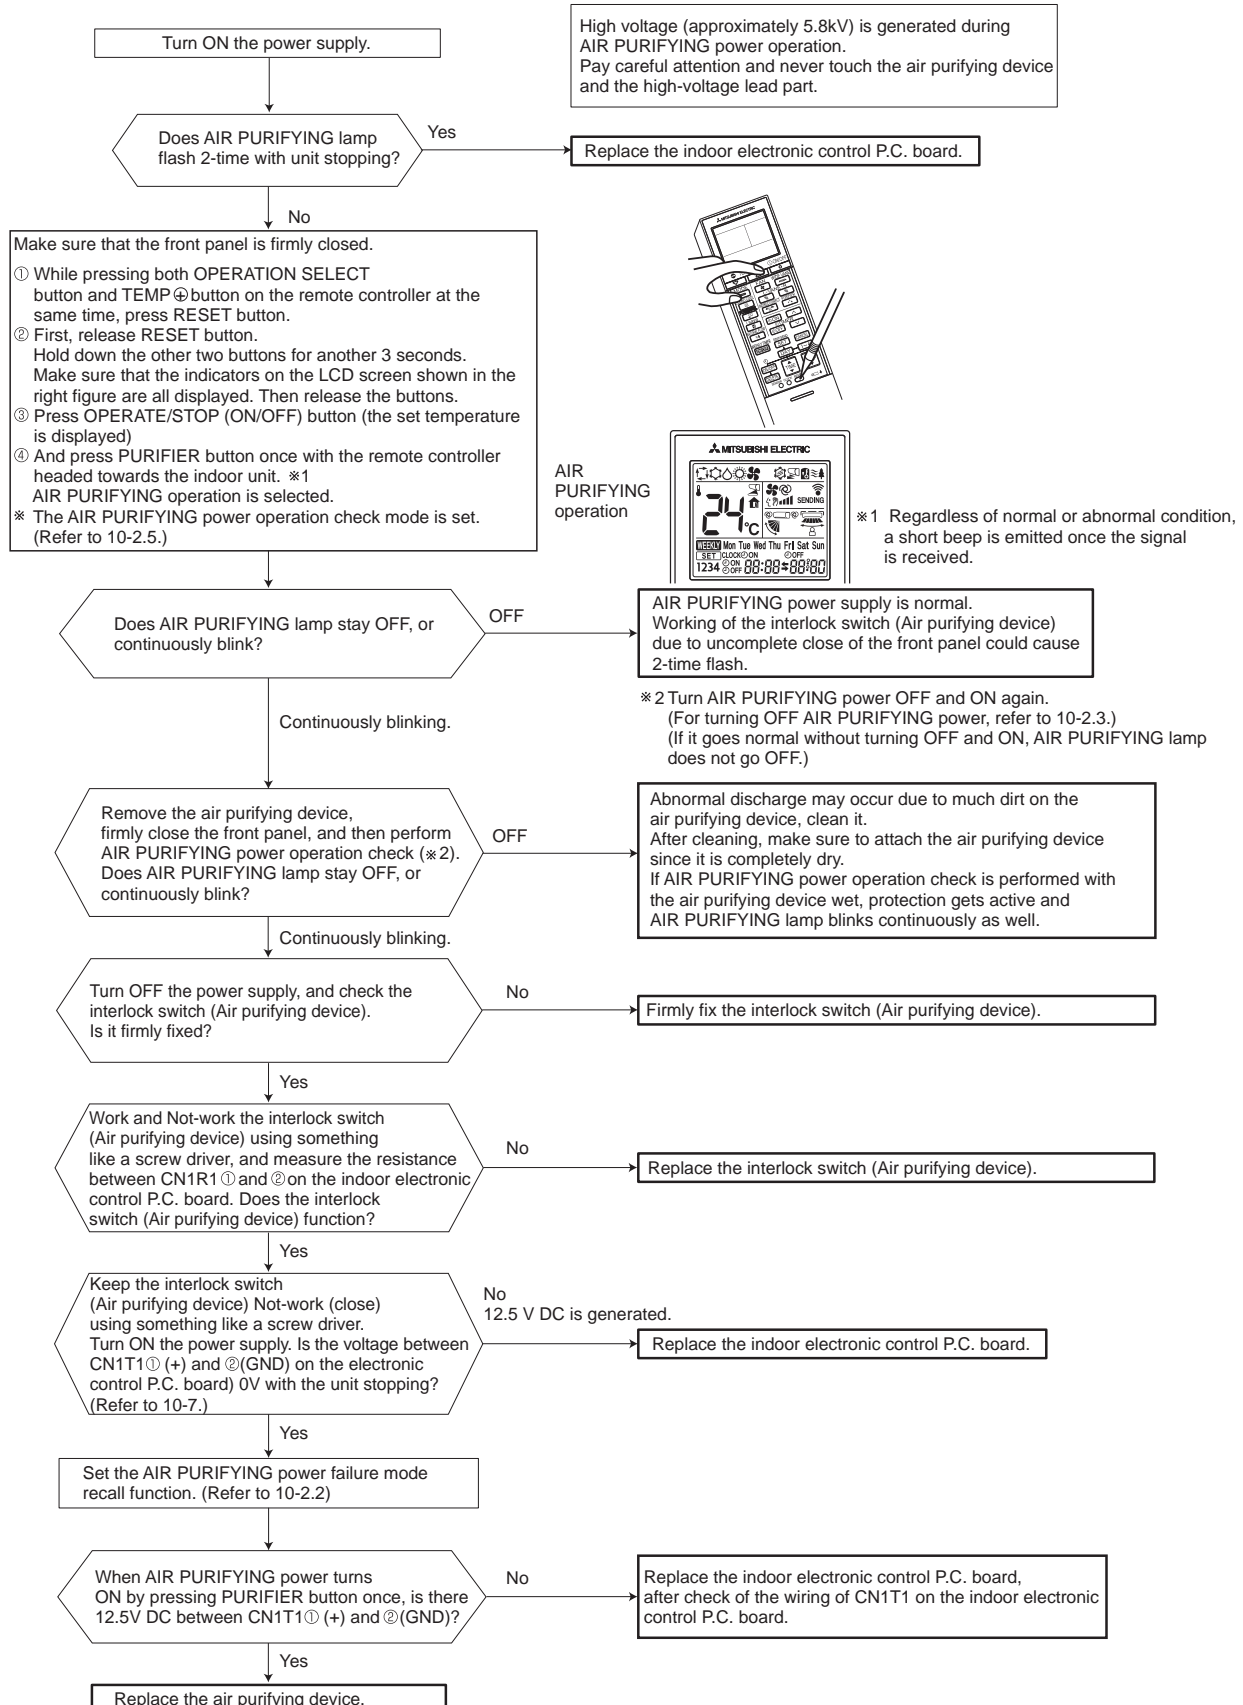 Turn ON the power supply.
High voltage (approximately 5.8kV) is generated during
AIR PURIFYING power operation.
Pay careful attention and never touch the air purifying device
and the high-voltage lead part.
Does AIR PURIFYING lamp
flash 2-time with unit stopping?
Yes
Replace the indoor electronic control P.C. board.
No
Make sure that the front panel is firmly closed.
① While pressing both OPERATION SELECT
button and TEMP ⊕ button on the remote controller at the
same time, press RESET button.
② First, release RESET button.
Hold down the other two buttons for another 3 seconds.
Make sure that the indicators on the LCD screen shown in the
right figure are all displayed. Then release the buttons.
③ Press OPERATE/STOP (ON/OFF) button (the set temperature
is displayed)
④ And press PURIFIER button once with the remote controller
headed towards the indoor unit. ※1
AIR PURIFYING operation is selected.
※ The AIR PURIFYING power operation check mode is set.
(Refer to 10-2.5.)
MITSUBISHI ELECTRIC
AIR
PURIFYING
operation
MITSUBISHI ELECTRIC
SENDING
24°C
WEEKLY Mon Tue Wed Thu Fri Sat Sun
SET CLOCK ON OFF
1234 ON OFF 88:88 88:88
※1 Regardless of normal or abnormal condition,
a short beep is emitted once the signal
is received.
Does AIR PURIFYING lamp stay OFF, or
continuously blink?
OFF
AIR PURIFYING power supply is normal.
Working of the interlock switch (Air purifying device)
due to uncomplete close of the front panel could cause
2-time flash.
※2 Turn AIR PURIFYING power OFF and ON again.
(For turning OFF AIR PURIFYING power, refer to 10-2.3.)
(If it goes normal without turning OFF and ON, AIR PURIFYING lamp
does not go OFF.)
Continuously blinking.
Remove the air purifying device,
firmly close the front panel, and then perform
AIR PURIFYING power operation check (※2).
Does AIR PURIFYING lamp stay OFF, or
continuously blink?
OFF
Abnormal discharge may occur due to much dirt on the
air purifying device, clean it.
After cleaning, make sure to attach the air purifying device
since it is completely dry.
If AIR PURIFYING power operation check is performed with
the air purifying device wet, protection gets active and
AIR PURIFYING lamp blinks continuously as well.
Continuously blinking.
Turn OFF the power supply, and check the
interlock switch (Air purifying device).
Is it firmly fixed?
No
Firmly fix the interlock switch (Air purifying device).
Yes
Work and Not-work the interlock switch
(Air purifying device) using something
like a screw driver, and measure the resistance
between CN1R1 ① and ② on the indoor electronic
control P.C. board. Does the interlock
switch (Air purifying device) function?
No
Replace the interlock switch (Air purifying device).
Yes
Keep the interlock switch
(Air purifying device) Not-work (close)
using something like a screw driver.
Turn ON the power supply. Is the voltage between
CN1T1① (+) and ②(GND) on the electronic
control P.C. board) 0V with the unit stopping?
(Refer to 10-7.)
No
12.5 V DC is generated.
Replace the indoor electronic control P.C. board.
Yes
Set the AIR PURIFYING power failure mode
recall function. (Refer to 10-2.2)
When AIR PURIFYING power turns
ON by pressing PURIFIER button once, is there
12.5V DC between CN1T1① (+) and ②(GND)?
No
Replace the indoor electronic control P.C. board,
after check of the wiring of CN1T1 on the indoor electronic
control P.C. board.
Yes
Replace the air purifying device.